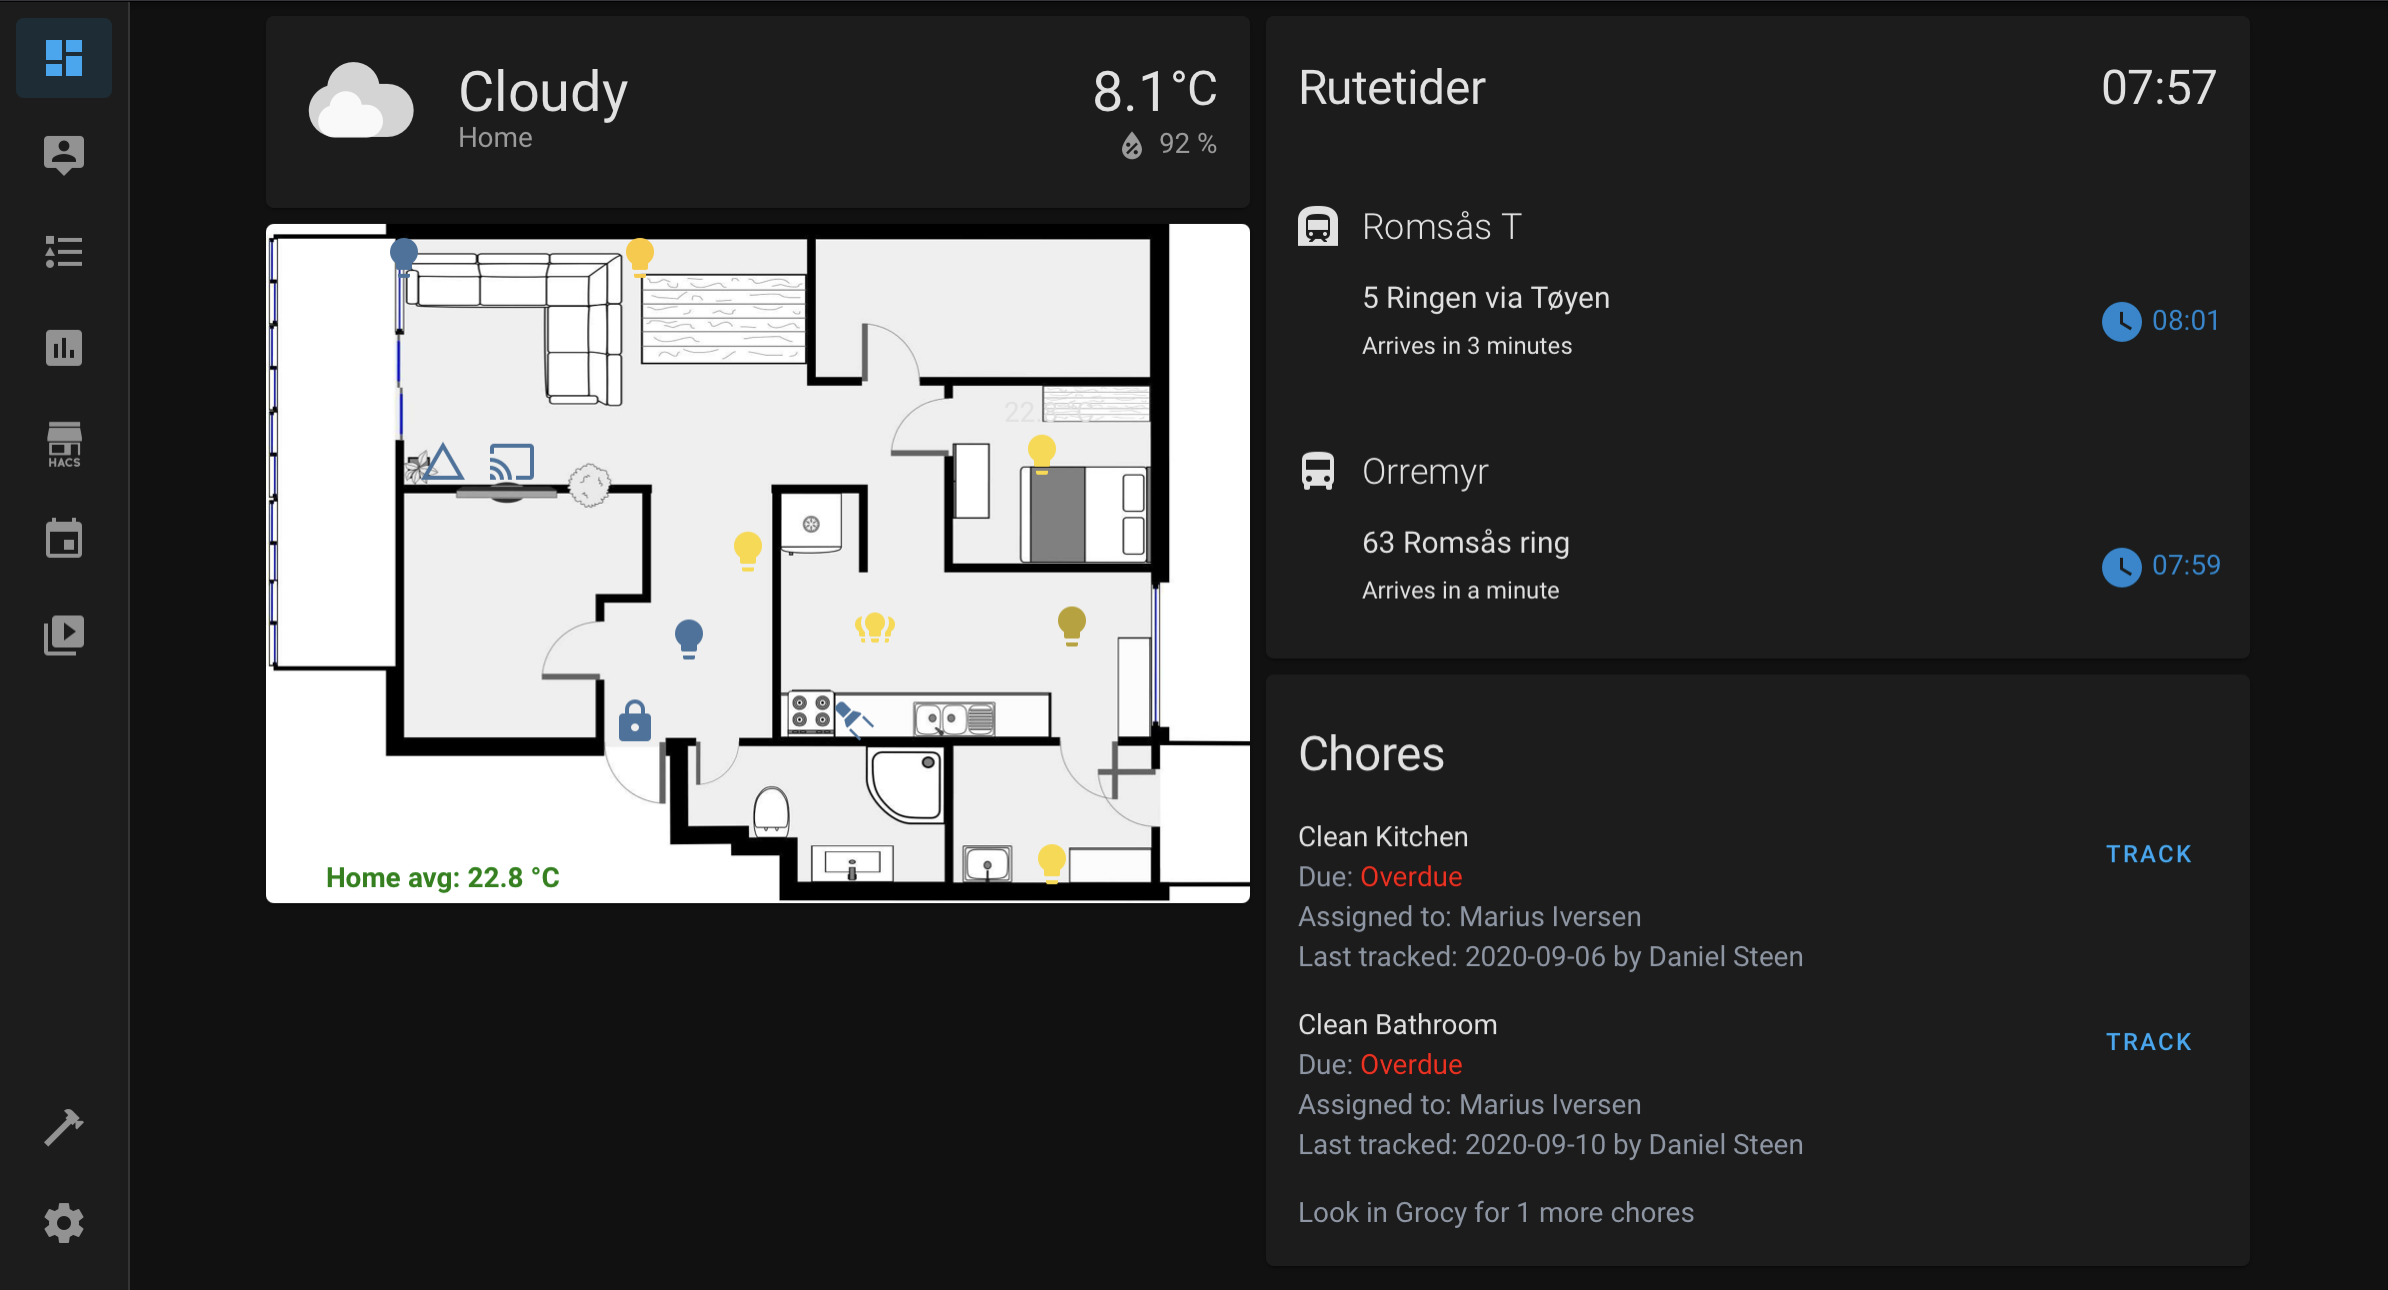 HACS
Cloudy
Home
8.1°C
92 %
Home avg: 22.8 °C
Rutetider
07:57
Romsås T
5 Ringen via Tøyen
Arrives in 3 minutes
08:01
Orremyr
63 Romsås ring
Arrives in a minute
07:59
Chores
Clean Kitchen
Due: Overdue
Assigned to: Marius Iversen
Last tracked: 2020-09-06 by Daniel Steen
TRACK
Clean Bathroom
Due: Overdue
Assigned to: Marius Iversen
Last tracked: 2020-09-10 by Daniel Steen
TRACK
Look in Grocy for 1 more chores